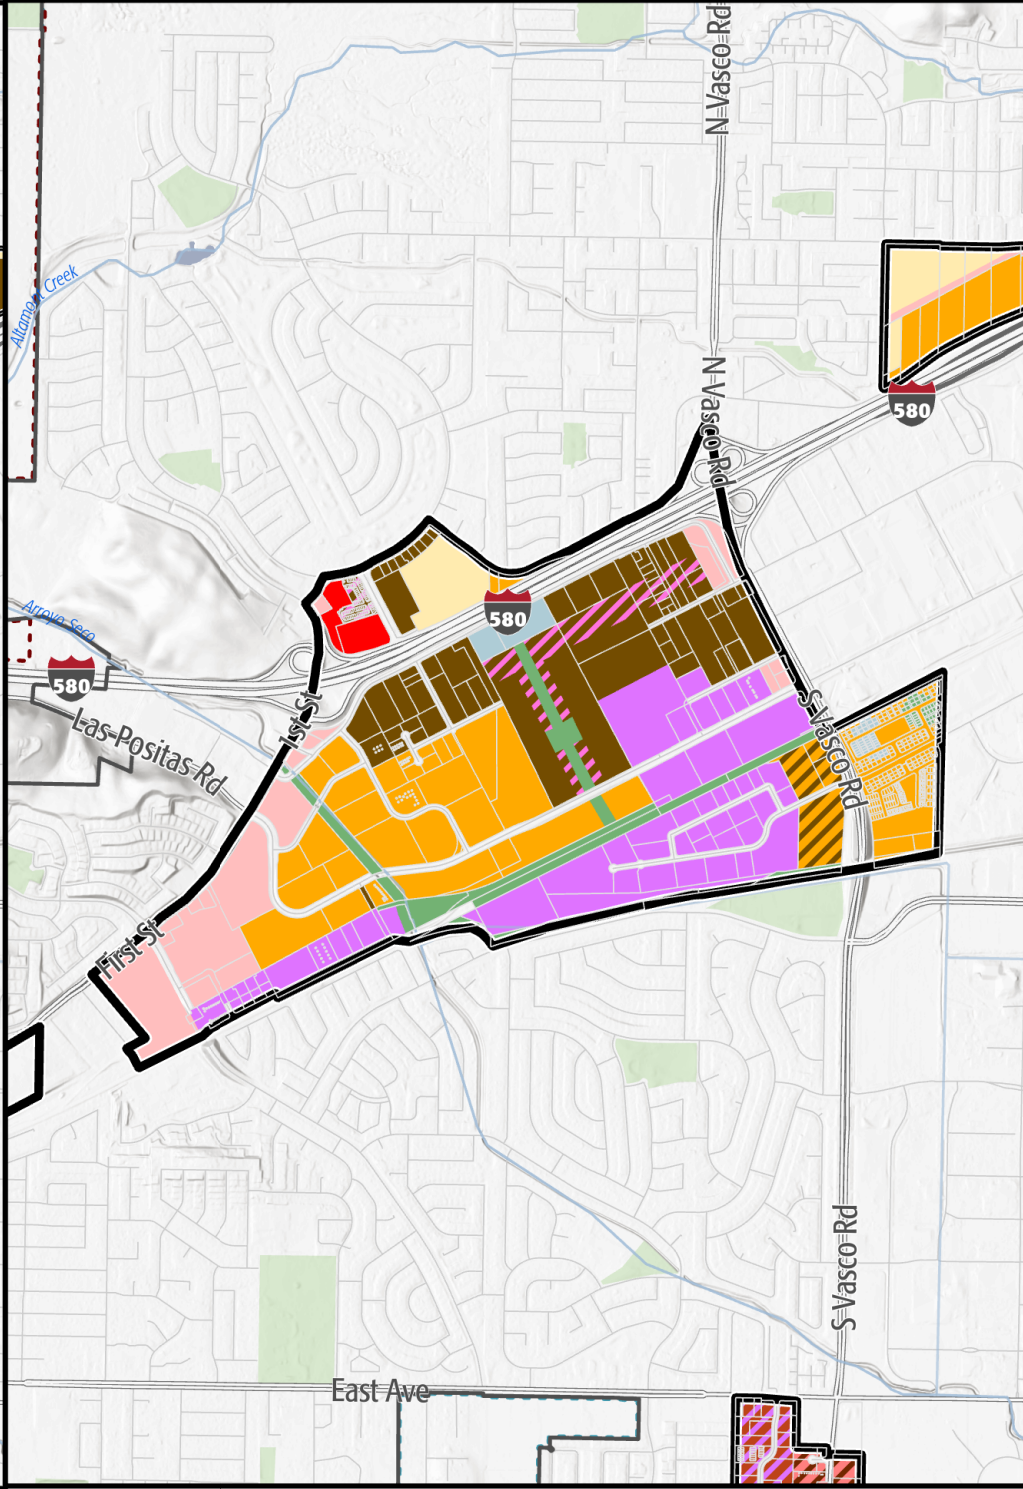 N Vasco Rd
Altamont Creek
N Vasco Rd
580
Arroyo Seco
580
580
1st St
Las Positas Rd
S Vasco Rd
First St
S Vasco Rd
East Ave